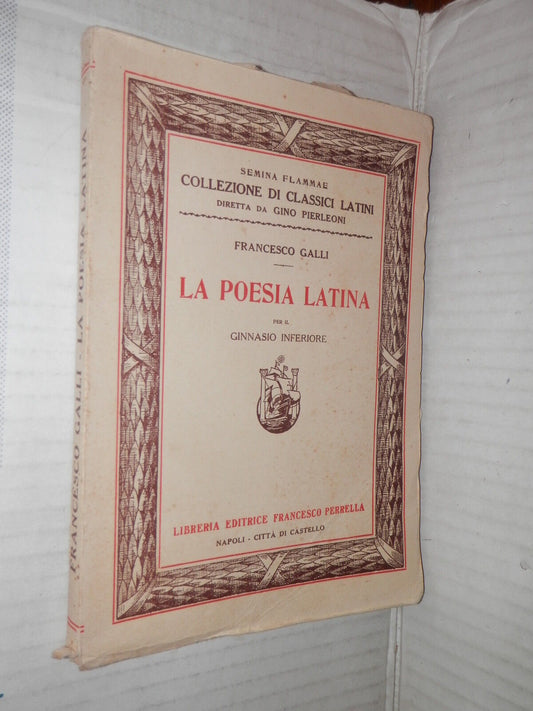 SEMINA FLAMMAE
COLLEZIONE DI CLASSICI LATINI
DIRETTA DA GINO PIERLEONI
FRANCESCO GALLI
LA POESIA LATINA
PER IL
GINNASIO INFERIORE
LIBRERIA EDITRICE FRANCESCO PERRELLA
NAPOLI - CITTÀ DI CASTELLO
FRANCESCO GALLI - LA POESIA LATINA